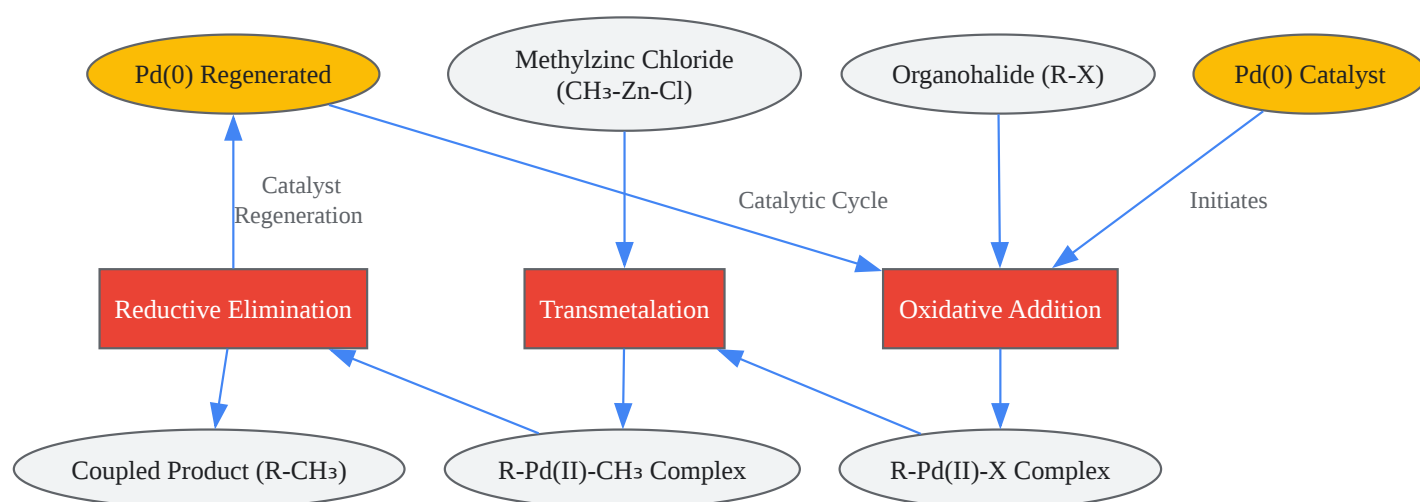 Pd(0) Regenerated
Methylzinc Chloride
(CH₃-Zn-Cl)
Organohalide (R-X)
Pd(0) Catalyst
Catalyst
Regeneration
Catalytic Cycle
Initiates
Reductive Elimination
Transmetalation
Oxidative Addition
Coupled Product (R-CH₃)
R-Pd(II)-CH₃ Complex
R-Pd(II)-X Complex